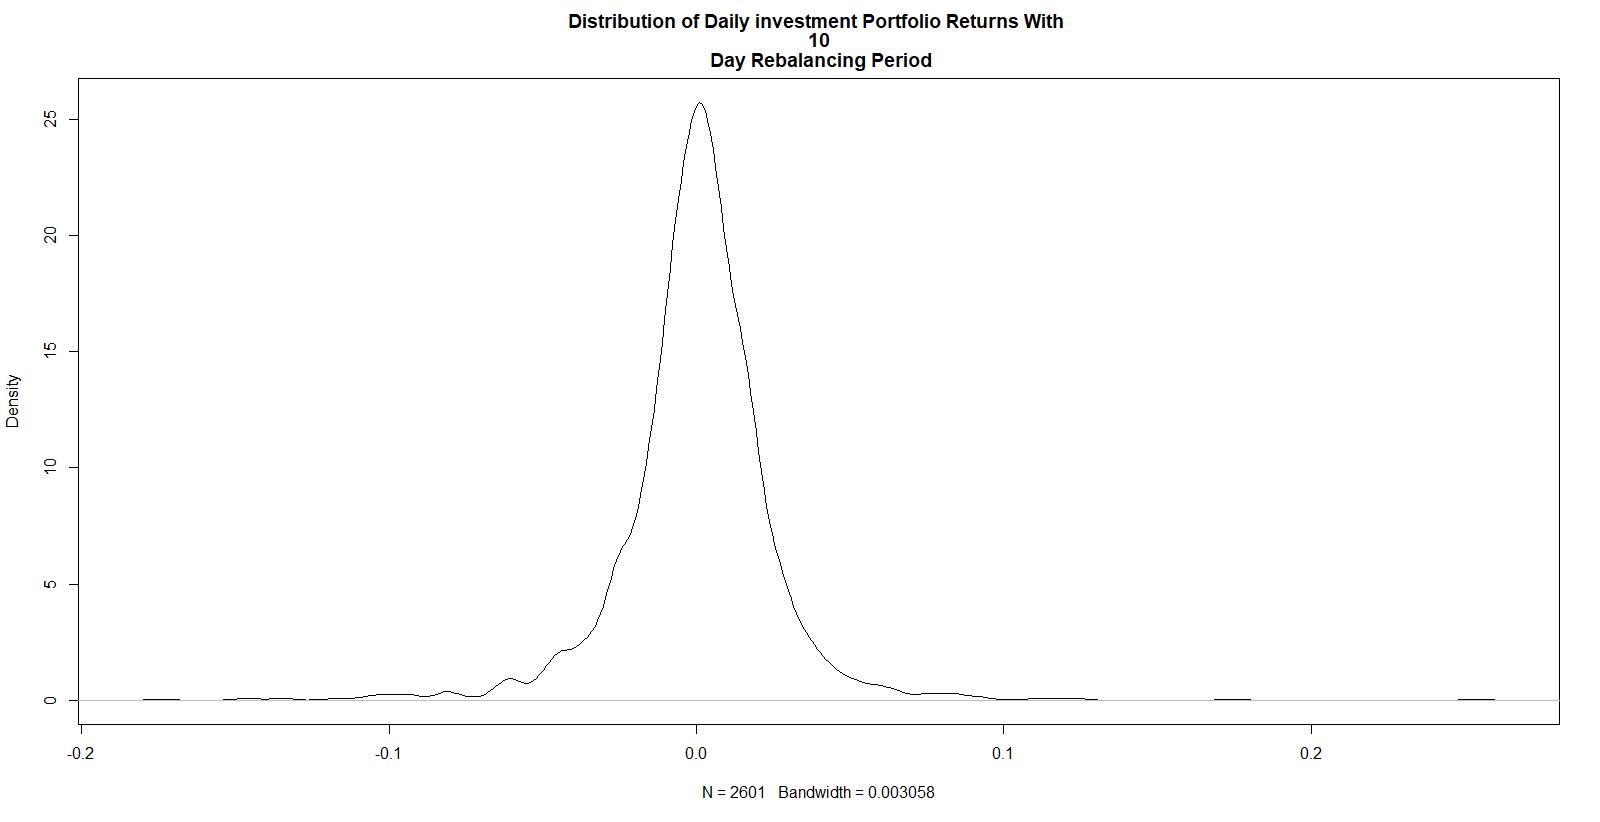 Distribution of Daily investment Portfolio Returns With
10
Day Rebalancing Period
25
20
15
10
5
0
Density
-0.2 -0.1 0.0 0.1 0.2
N = 2601 Bandwidth = 0.003058